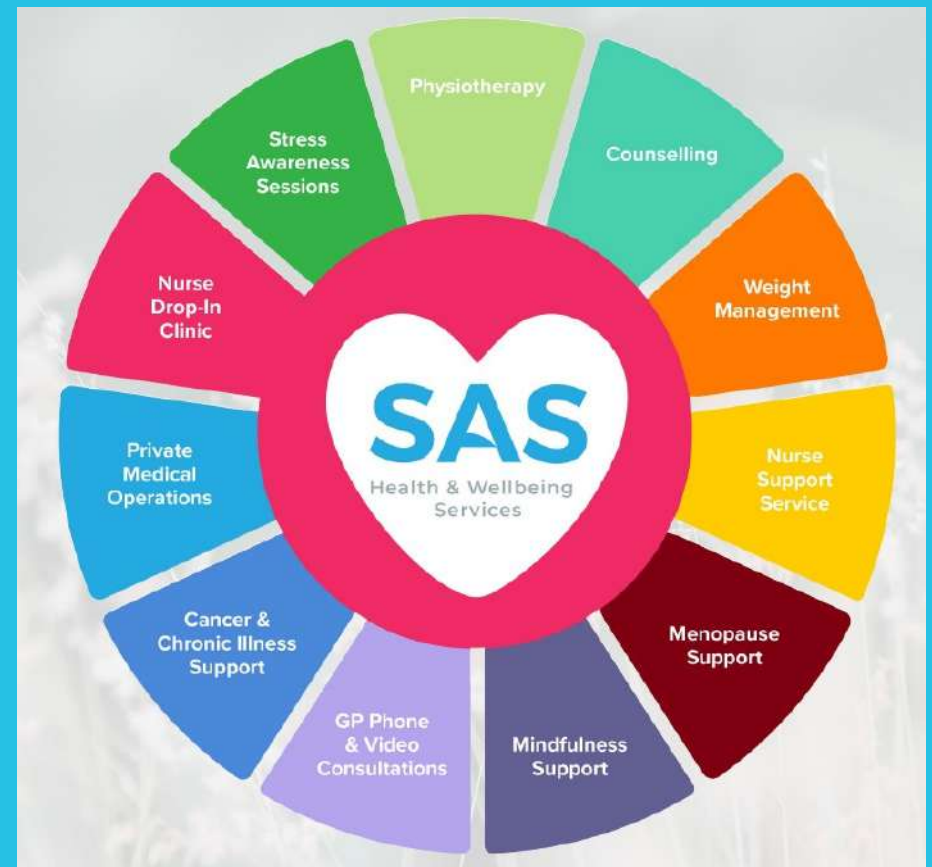 Physiotherapy
Counselling
Weight
Management
Nurse
Support
Service
Menopause
Support
Mindfulness
Support
GP Phone
& Video
Consultations
Cancer &
Chronic Illness
Support
Private
Medical
Operations
Nurse
Drop-In
Clinic
Stress
Awareness
Sessions
SAS
Health & Wellbeing
Services